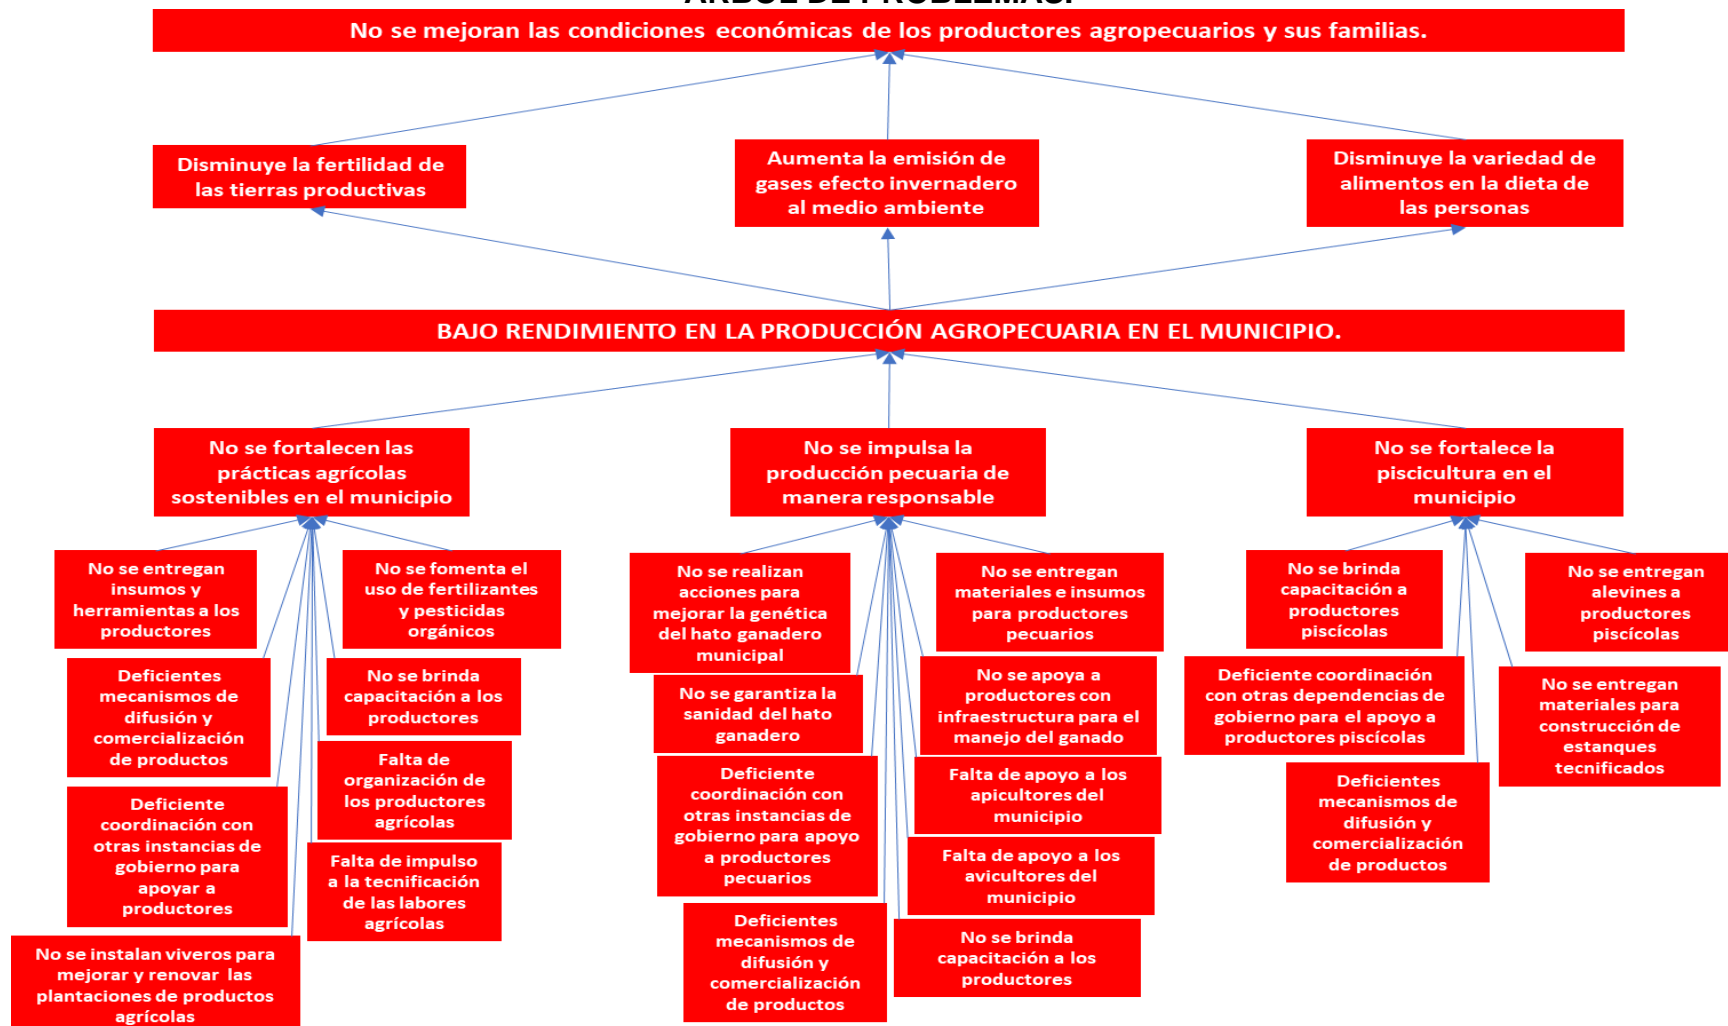 ÁRBOL DE PROBLEMAS.
No se mejoran las condiciones económicas de los productores agropecuarios y sus familias.
Disminuye la fertilidad de
las tierras productivas
Aumenta la emisión de
gases efecto invernadero
al medio ambiente
Disminuye la variedad de
alimentos en la dieta de
las personas
BAJO RENDIMIENTO EN LA PRODUCCIÓN AGROPECUARIA EN EL MUNICIPIO.
No se fortalecen las
prácticas agrícolas
sostenibles en el municipio
No se impulsa la
producción pecuaria de
manera responsable
No se fortalece la
piscicultura en el
municipio
No se entregan
insumos y
herramientas a los
productores
No se fomenta el
uso de fertilizantes
y pesticidas
orgánicos
Deficientes
mecanismos de
difusión y
comercialización
de productos
No se brinda
capacitación a los
productores
Falta de
organización de
los productores
agrícolas
Deficiente
coordinación con
otras instancias de
gobierno para
apoyar a
productores
Falta de impulso
a la tecnificación
de las labores
agrícolas
No se instalan viveros para
mejorar y renovar las
plantaciones de productos
agrícolas
No se realizan
acciones para
mejorar la genética
del hato ganadero
municipal
No se entregan
materiales e insumos
para productores
pecuarios
No se garantiza la
sanidad del hato
ganadero
No se apoya a
productores con
infraestructura para el
manejo del ganado
Deficiente
coordinación con
otras instancias de
gobierno para apoyo
a productores
pecuarios
Falta de apoyo a los
apicultores del
municipio
Falta de apoyo a los
avicultores del
municipio
Deficientes
mecanismos de
difusión y
comercialización
de productos
No se brinda
capacitación a los
productores
No se brinda
capacitación a
productores
piscícolas
No se entregan
alevines a
productores
piscícolas
Deficiente coordinación
con otras dependencias de
gobierno para el apoyo a
productores piscícolas
No se entregan
materiales para
construcción de
estanques
tecnificados
Deficientes
mecanismos de
difusión y
comercialización
de productos